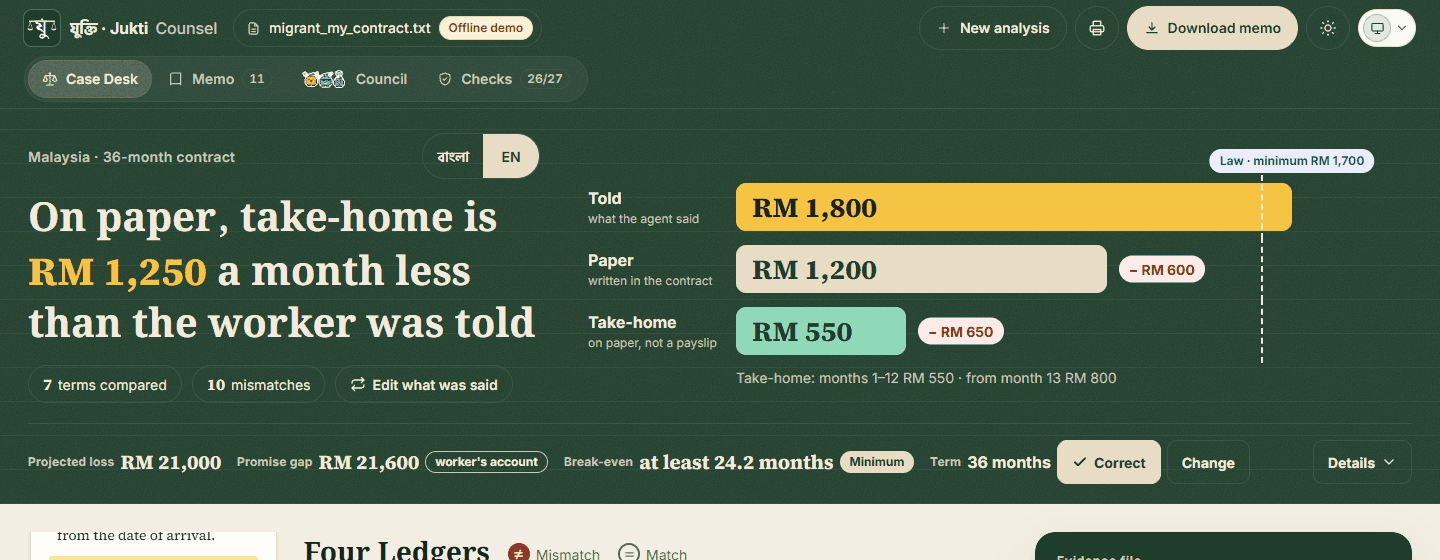 যু
যুক্তি · Jukti Counsel
migrant_my_contract.txt Offline demo
New analysis
Download memo
Case Desk
Memo 11
Council
Checks 26/27
Malaysia · 36-month contract
বাংলা EN
On paper, take-home is
RM 1,250 a month less
than the worker was told
7 terms compared
10 mismatches
Edit what was said
Law · minimum RM 1,700
Told
what the agent said
RM 1,800
Paper
written in the contract
RM 1,200
– RM 600
Take-home
on paper, not a payslip
RM 550
– RM 650
Take-home: months 1–12 RM 550 · from month 13 RM 800
Projected loss RM 21,000 Promise gap RM 21,600 worker's account Break-even at least 24.2 months Minimum Term 36 months Correct Change Details
from the date of arrival.
Four Ledgers ≠ Mismatch = Match
Evidence file